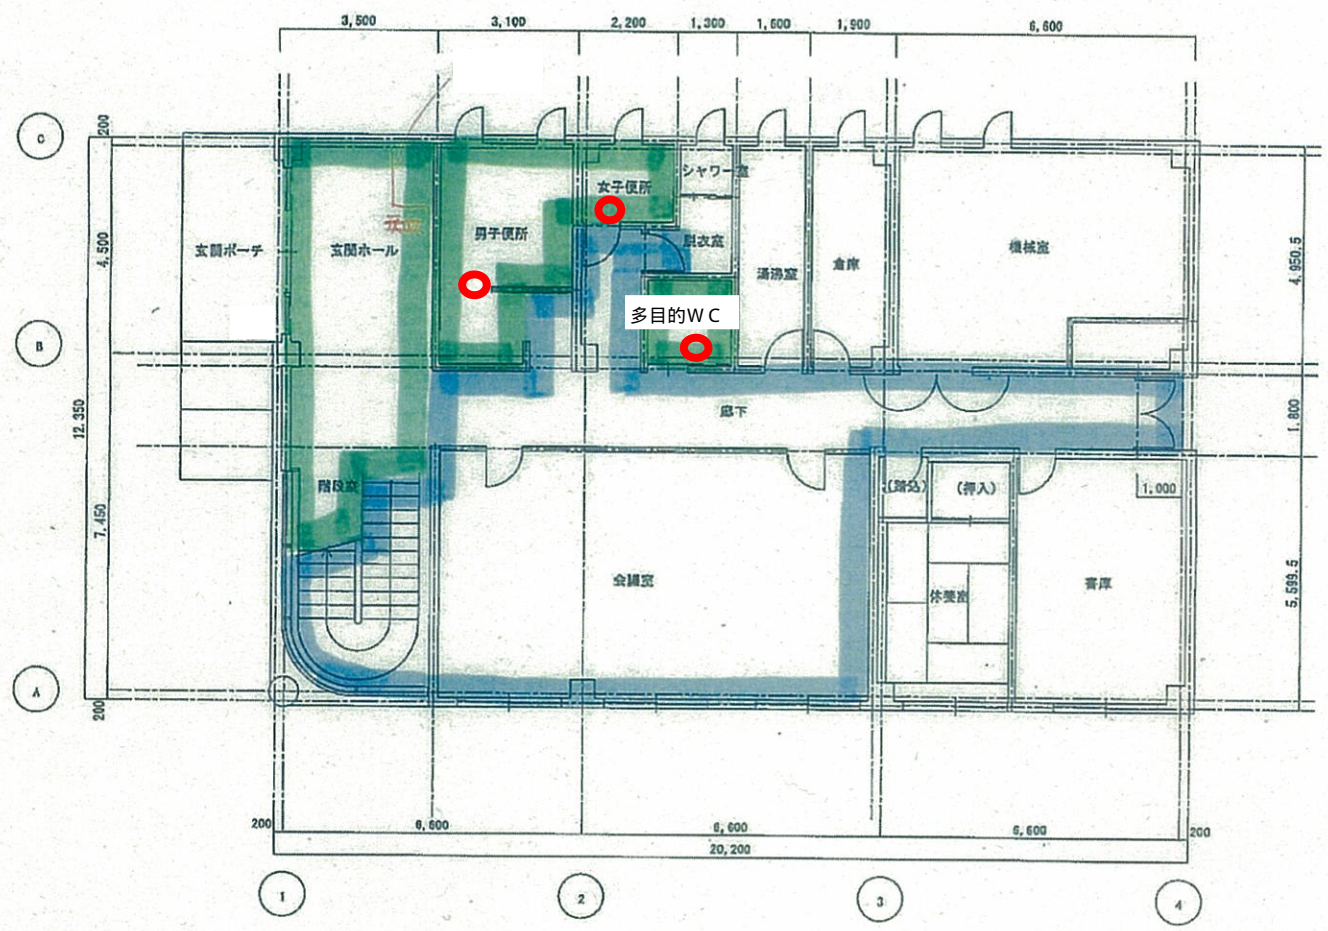 3,500
3,100
2,200
1,300
1,600
1,900
6,600
C
200
シャワー室
女子便所
玄関ポーチ
玄関ホール
男子便所
脱衣室
湯沸室
倉庫
機械室
4,500
4,950.5
多目的WC
B
12,350
廊下
1,800
階段室
(踏込)
(押入)
1,000
7,450
会議室
休養室
書庫
5,599.5
A
200
200
6,600
6,600
6,600
200
20,200
1
2
3
4